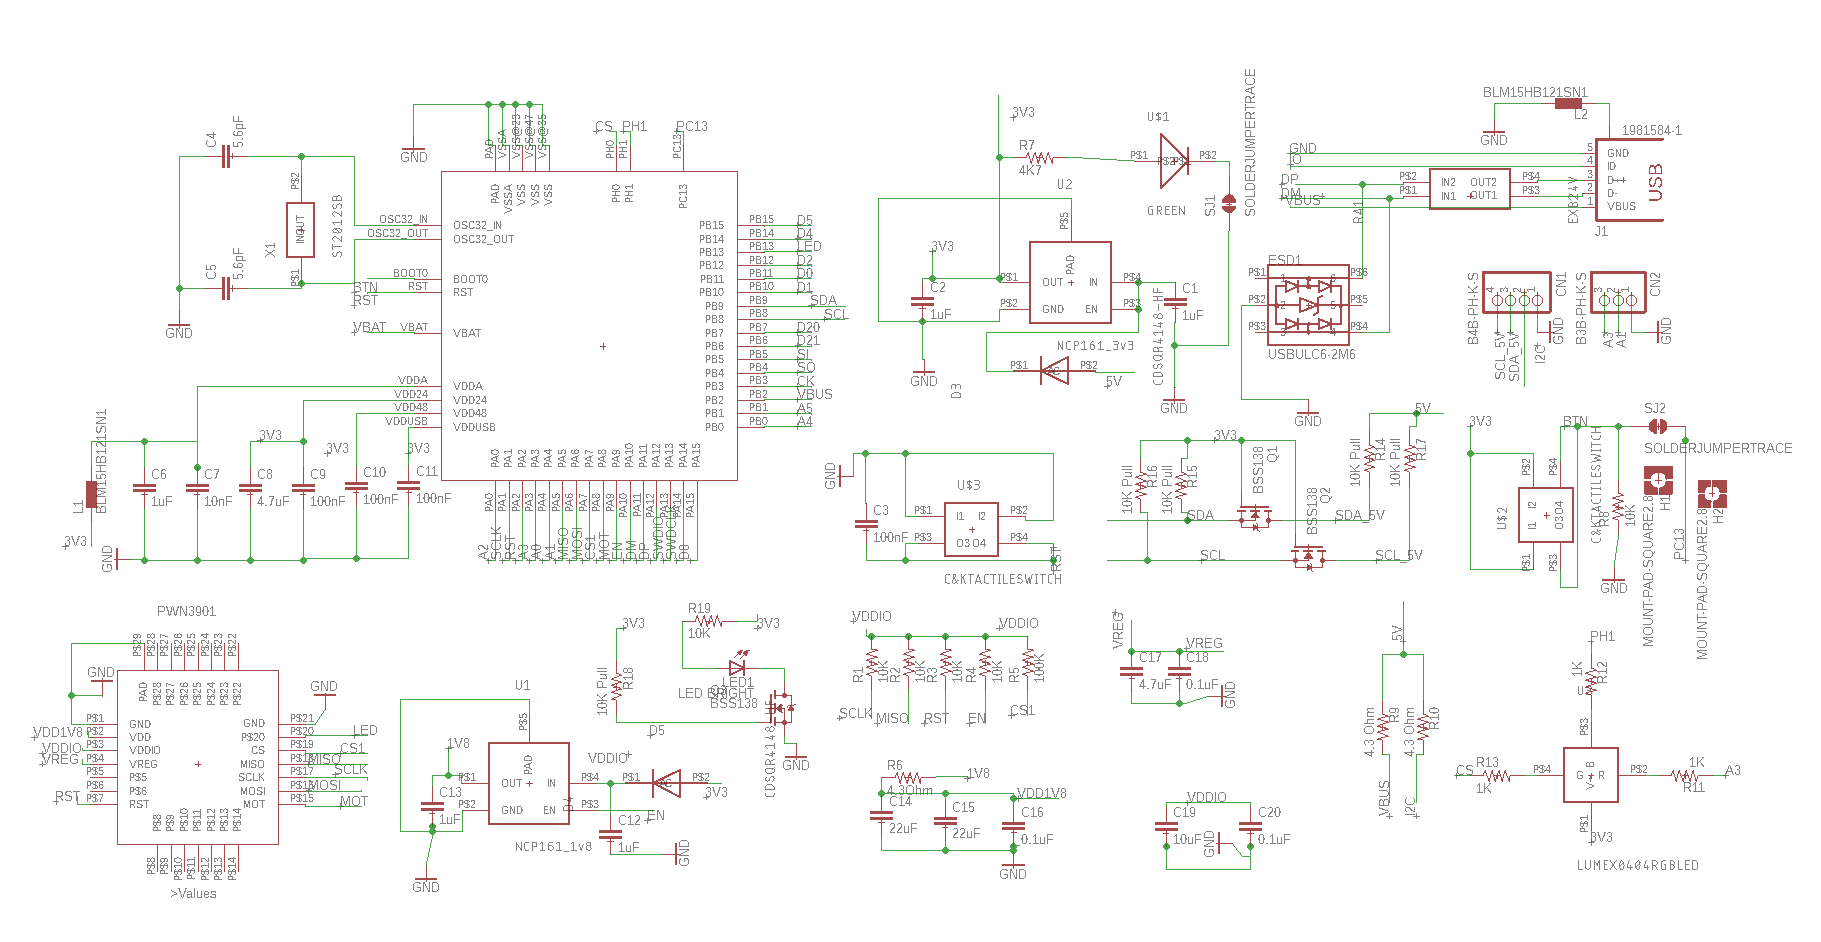 C4
5.6pF
P$2
INOUT
ST2012SB
X1
P$1
C5
5.6pF
GND
GND
PAD
VSSA
VSS@23
VSS@47
VSS@35
CS
PH1
PC13
PH0
PH1
PC13
PAD
VSSA
VSS
VSS
VSS
PH0
PH1
PC13
OSC32_IN
OSC32_IN
OSC32_OUT
OSC32_OUT
BOOT0
BOOT0
BTN
RST
RST
RST
VBAT
VBAT
VBAT
VDDA
VDDA
VDD24
VDD24
VDD48
VDD48
VDDUSB
VDDUSB
PB15 PB15 D5
PB14 PB14 D4
PB13 PB13 LED
PB12 PB12 D2
PB11 PB11 D0
PB10 PB10 D1
PB9 PB9 SDA
PB8 PB8 SCL
PB7 PB7 D20
PB6 PB6 D21
PB5 PB5 SI
PB4 PB4 SO
PB3 PB3 CK
PB2 PB2 VBUS
PB1 PB1 A5
PB0 PB0 A4
PA0
PA1
PA2
PA3
PA4
PA5
PA6
PA7
PA8
PA9
PA10
PA11
PA12
PA13
PA14
PA15
PA0
PA1
PA2
PA3
PA4
PA5
PA6
PA7
PA8
PA9
PA10
PA11
PA12
PA13
PA14
PA15
A2
SCLK
RST
A3
A0
A1
MISO
MOSI
CS1
MOT
EN
DM
DP
SWDIO
SWDCLK
D8
L1
BLM15HB121SN1
3V3
GND
C6
1uF
C7
10nF
3V3
C8
4.7uF
C9
100nF
3V3
C10
100nF
3V3
C11
100nF
3V3
R7
4K7
U$1
P$1
P$2
GREEN
SJ1
SOLDERJUMPERTRACE
U2
P$5
PAD
3V3
C2
1uF
P$1
OUT
IN
P$4
P$2
GND
EN
P$3
NCP161_3v3
GND
C1
1uF
CDSQR4148-HF
D3
P$1
P$2
5V
GND
BLM15HB121SN1
L2
GND
1981584-1
GND
IO
DP
DM
VBUS
RA1
P$2
IN2
OUT2
P$4
P$1
IN1
OUT1
P$3
EXB24V
5 GND
4 ID
3 D+
2 D-
1 VBUS
USB
J1
ESD1
P$1
P$6
P$2
P$5
P$3
P$4
USBULC6-2M6
GND
B4B-PH-K-S
4
3
2
1
CN1
SCL_5V
SDA_5V
I2C
GND
B3B-PH-K-S
3
2
1
CN2
A3
A1
GND
GND
C3
100nF
U$3
P$1
I1
I2
P$2
P$3
O3
O4
P$4
C&KTACTILESWITCH
RST
3V3
10K Pull
R16
10K Pull
R15
BSS138
Q1
BSS138
Q2
SDA
SDA_5V
SCL
SCL_5V
5V
10K Pull
R14
10K Pull
R17
3V3
BTN
SJ2
SOLDERJUMPERTRACE
P$2
P$4
U$2
I1
I2
O3
O4
P$1
P$3
C&KTACTILESWITCH
R8
10K
GND
H1
MOUNT-PAD-SQUARE2.8
PC13
H2
MOUNT-PAD-SQUARE2.8
PWN3901
GND
P$29
P$28
P$27
P$26
P$25
P$24
P$23
P$22
PAD
P$28
P$27
P$26
P$25
P$24
P$23
P$22
GND
P$1 GND
VDD1V8 P$2 VDD
VDDIO P$3 VDDIO
VREG P$4 VREG
P$5 P$5
P$6 P$6
RST P$7 RST
GND P$21
P$20 P$20 LED
CS P$19 CS1
MISO P$18 MISO
SCLK P$17 SCLK
MOSI P$16 MOSI
MOT P$15 MOT
P$8
P$9
P$10
P$11
P$12
P$13
P$14
P$8
P$9
P$10
P$11
P$12
P$13
P$14
>Values
U1
P$5
PAD
1V8
P$1
OUT
IN
P$4
P$2
GND
EN
P$3
C13
1uF
NCP161_1v8
GND
VDDIO
D4
P$1
P$2
3V3
EN
C12
1uF
GND
3V3
10K Pull
R18
R19
10K
3V3
LED1
LED BRIGHT
BSS138
D5
CDSQR4148-HF
GND
VDDIO
VDDIO
R1
10K
R2
10K
R3
10K
R4
10K
R5
100K
SCLK
MISO
RST
EN
CS1
R6
4.3Ohm
1V8
C14
22uF
C15
22uF
VDD1V8
C16
0.1uF
GND
VREG
VREG
C17
4.7uF
C18
0.1uF
GND
VDDIO
C19
10uF
GND
C20
0.1uF
5V
4.3 Ohm
R9
4.3 Ohm
R10
VBUS
I2C
PH1
1K
R12
P$3
CS
R13
1K
P$4
G
B
R
V+
P$2
1K
R11
A3
P$1
3V3
LUMEX0404RGBLED